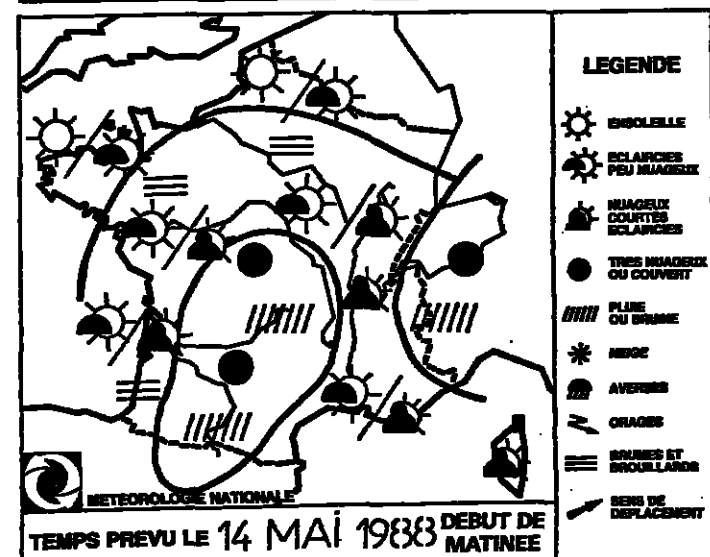 LEGENDE
ENSOLEILLE
ECLAIRCIES
PEU NUAGEUX
NUAGEUX
COURTES
ECLAIRCIES
TRES NUAGEUX
OU COUVERT
PLUIE
OU BRUINE
NEIGE
AVERSES
ORAGES
BRUMES ET
BROUILLARDS
SENS DE
DEPLACEMENT
METEOROLOGIE NATIONALE
TEMPS PREVU LE 14 MAI 1988 DEBUT DE
MATINEE